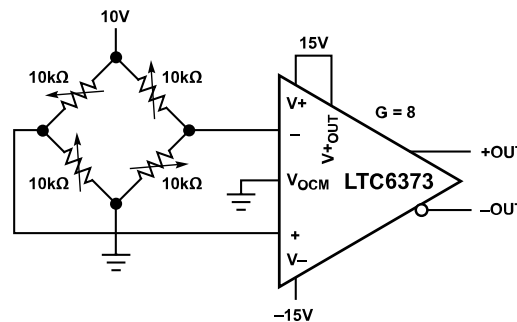 10V
15V
10kΩ
10kΩ
G = 8
V+
V+OUT
–
VOCM
LTC6373
+OUT
10kΩ
10kΩ
–OUT
+
V–
–15V